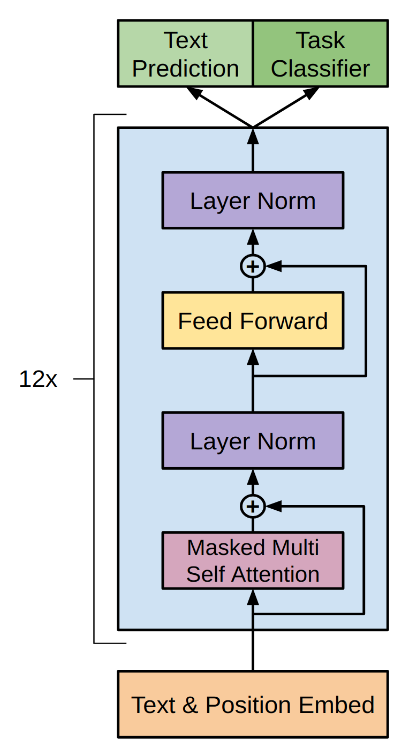 Text
Prediction
Task
Classifier
Layer Norm
Feed Forward
12x
Layer Norm
Masked Multi
Self Attention
Text & Position Embed